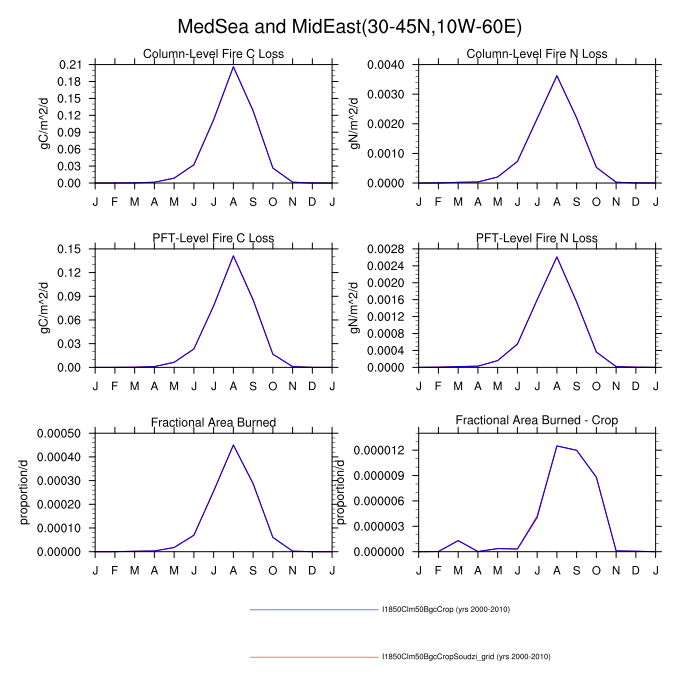 MedSea and MidEast(30-45N,10W-60E)
Column-Level Fire C Loss
gC/m^2/d
0.21
0.18
0.15
0.12
0.09
0.06
0.03
0.00
J F M A M J J A S O N D J
Column-Level Fire N Loss
gN/m^2/d
0.0040
0.0030
0.0020
0.0010
0.0000
J F M A M J J A S O N D J
PFT-Level Fire C Loss
gC/m^2/d
0.15
0.12
0.09
0.06
0.03
0.00
J F M A M J J A S O N D J
PFT-Level Fire N Loss
gN/m^2/d
0.0028
0.0024
0.0020
0.0016
0.0012
0.0008
0.0004
0.0000
J F M A M J J A S O N D J
Fractional Area Burned
proportion/d
0.00050
0.00040
0.00030
0.00020
0.00010
0.00000
J F M A M J J A S O N D J
Fractional Area Burned - Crop
proportion/d
0.000012
0.000009
0.000006
0.000003
0.000000
J F M A M J J A S O N D J
I1850Clm50BgcCrop (yrs 2000-2010)
I1850Clm50BgcCropSoudzi_grid (yrs 2000-2010)